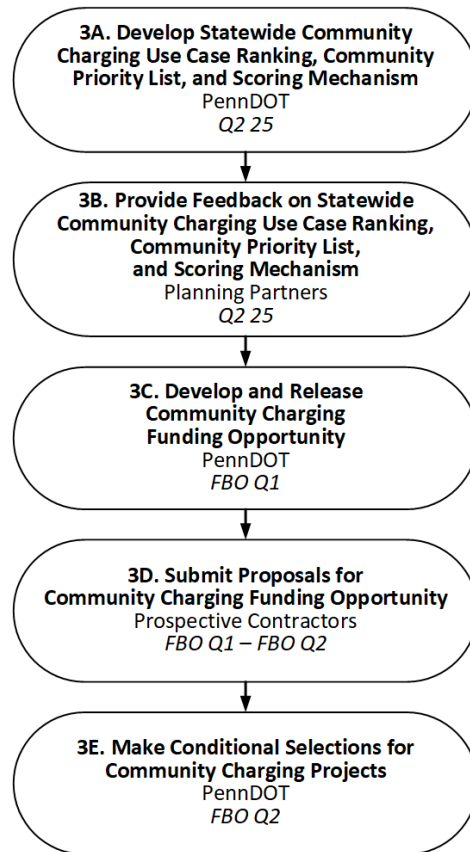 3A. Develop Statewide Community
Charging Use Case Ranking, Community
Priority List, and Scoring Mechanism
PennDOT
Q2 25
3B. Provide Feedback on Statewide
Community Charging Use Case Ranking,
Community Priority List,
and Scoring Mechanism
Planning Partners
Q2 25
3C. Develop and Release
Community Charging
Funding Opportunity
PennDOT
FBO Q1
3D. Submit Proposals for
Community Charging Funding Opportunity
Prospective Contractors
FBO Q1 – FBO Q2
3E. Make Conditional Selections for
Community Charging Projects
PennDOT
FBO Q2